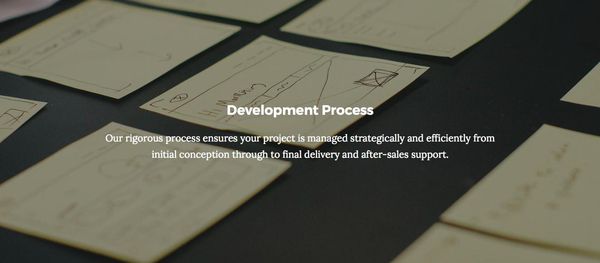 Development Process
Our rigorous process ensures your project is managed strategically and efficiently from
initial conception through to final delivery and after-sales support.